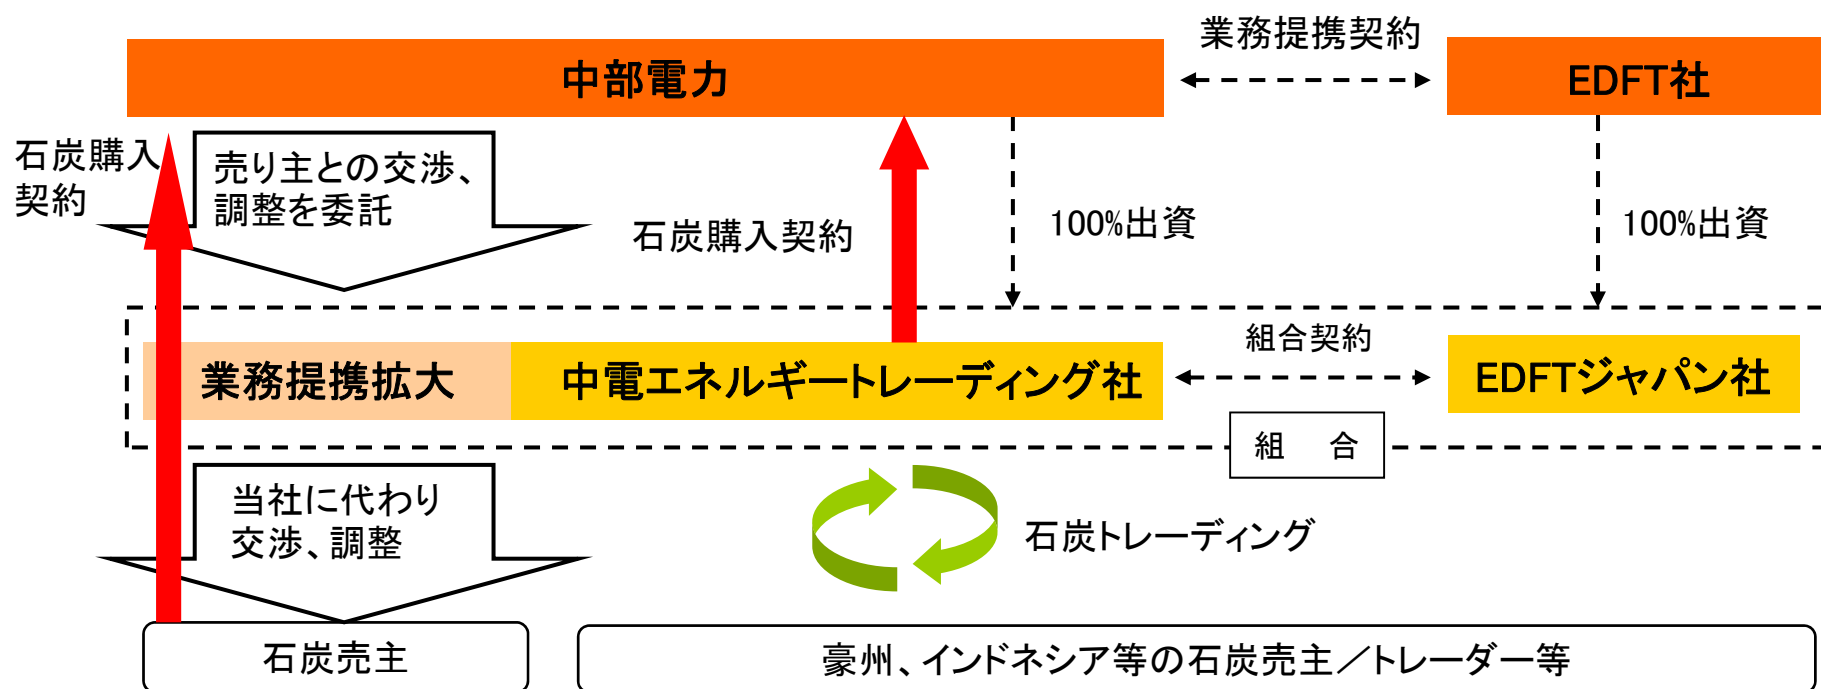 業務提携契約
中部電力
EDFT社
石炭購入
契約
売り主との交渉、
調整を委託
石炭購入契約
100%出資
100%出資
業務提携拡大
中電エネルギートレーディング社
組合契約
EDFTジャパン社
組 合
当社に代わり
交渉、調整
石炭トレーディング
石炭売主
豪州、インドネシア等の石炭売主／トレーダー等